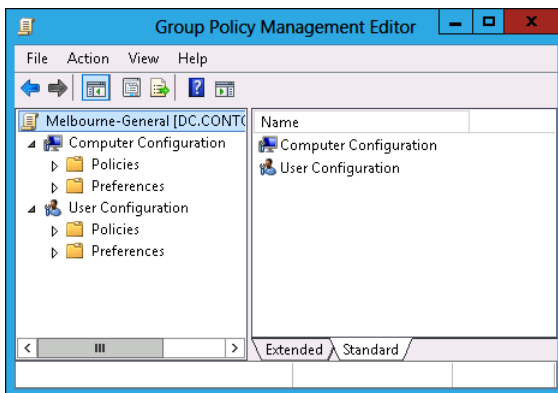 Group Policy Management Editor
File Action View Help
Melbourne-General [DC.CONT
Computer Configuration
Policies
Preferences
User Configuration
Policies
Preferences
Name
Computer Configuration
User Configuration
Extended Standard